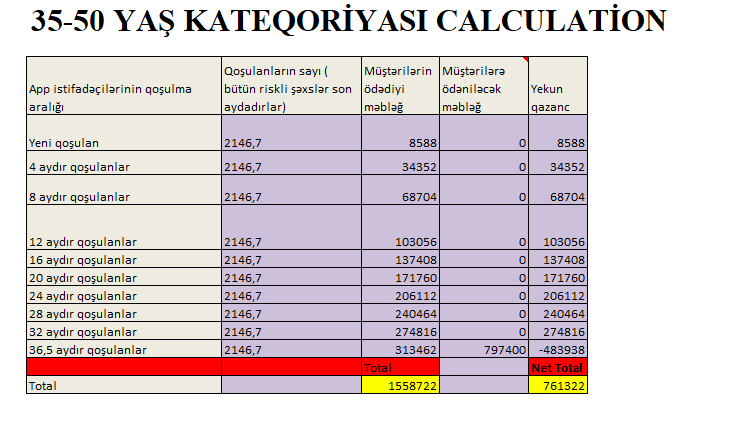 35-50 YAŞ KATEQORİYASI CALCULATİON
App istifadəçilərinin qoşulma aralığı | Qoşulanların sayı ( bütün riskli şəxslər son aydadırlar) | Müştərilərin ödədiyi məbləğ | Müştərilərə ödəniləcək məbləğ | Yekun qazanc
Yeni qoşulan | 2146,7 | 8588 | 0 | 8588
4 aydır qoşulanlar | 2146,7 | 34352 | 0 | 34352
8 aydır qoşulanlar | 2146,7 | 68704 | 0 | 68704
12 aydır qoşulanlar | 2146,7 | 103056 | 0 | 103056
16 aydır qoşulanlar | 2146,7 | 137408 | 0 | 137408
20 aydır qoşulanlar | 2146,7 | 171760 | 0 | 171760
24 aydır qoşulanlar | 2146,7 | 206112 | 0 | 206112
28 aydır qoşulanlar | 2146,7 | 240464 | 0 | 240464
32 aydır qoşulanlar | 2146,7 | 274816 | 0 | 274816
36,5 aydır qoşulanlar | 2146,7 | 313462 | 797400 | -483938
Total | Net Total
Total | 1558722 | 761322